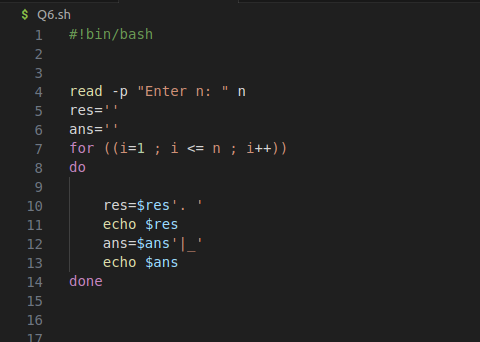 $ Q6.sh
1 #!bin/bash
2
3
4 read -p "Enter n: " n
5 res=''
6 ans=''
7 for ((i=1 ; i <= n ; i++))
8 do
9
10     res=$res'. '
11     echo $res
12     ans=$ans'|_'
13     echo $ans
14 done
15
16
17